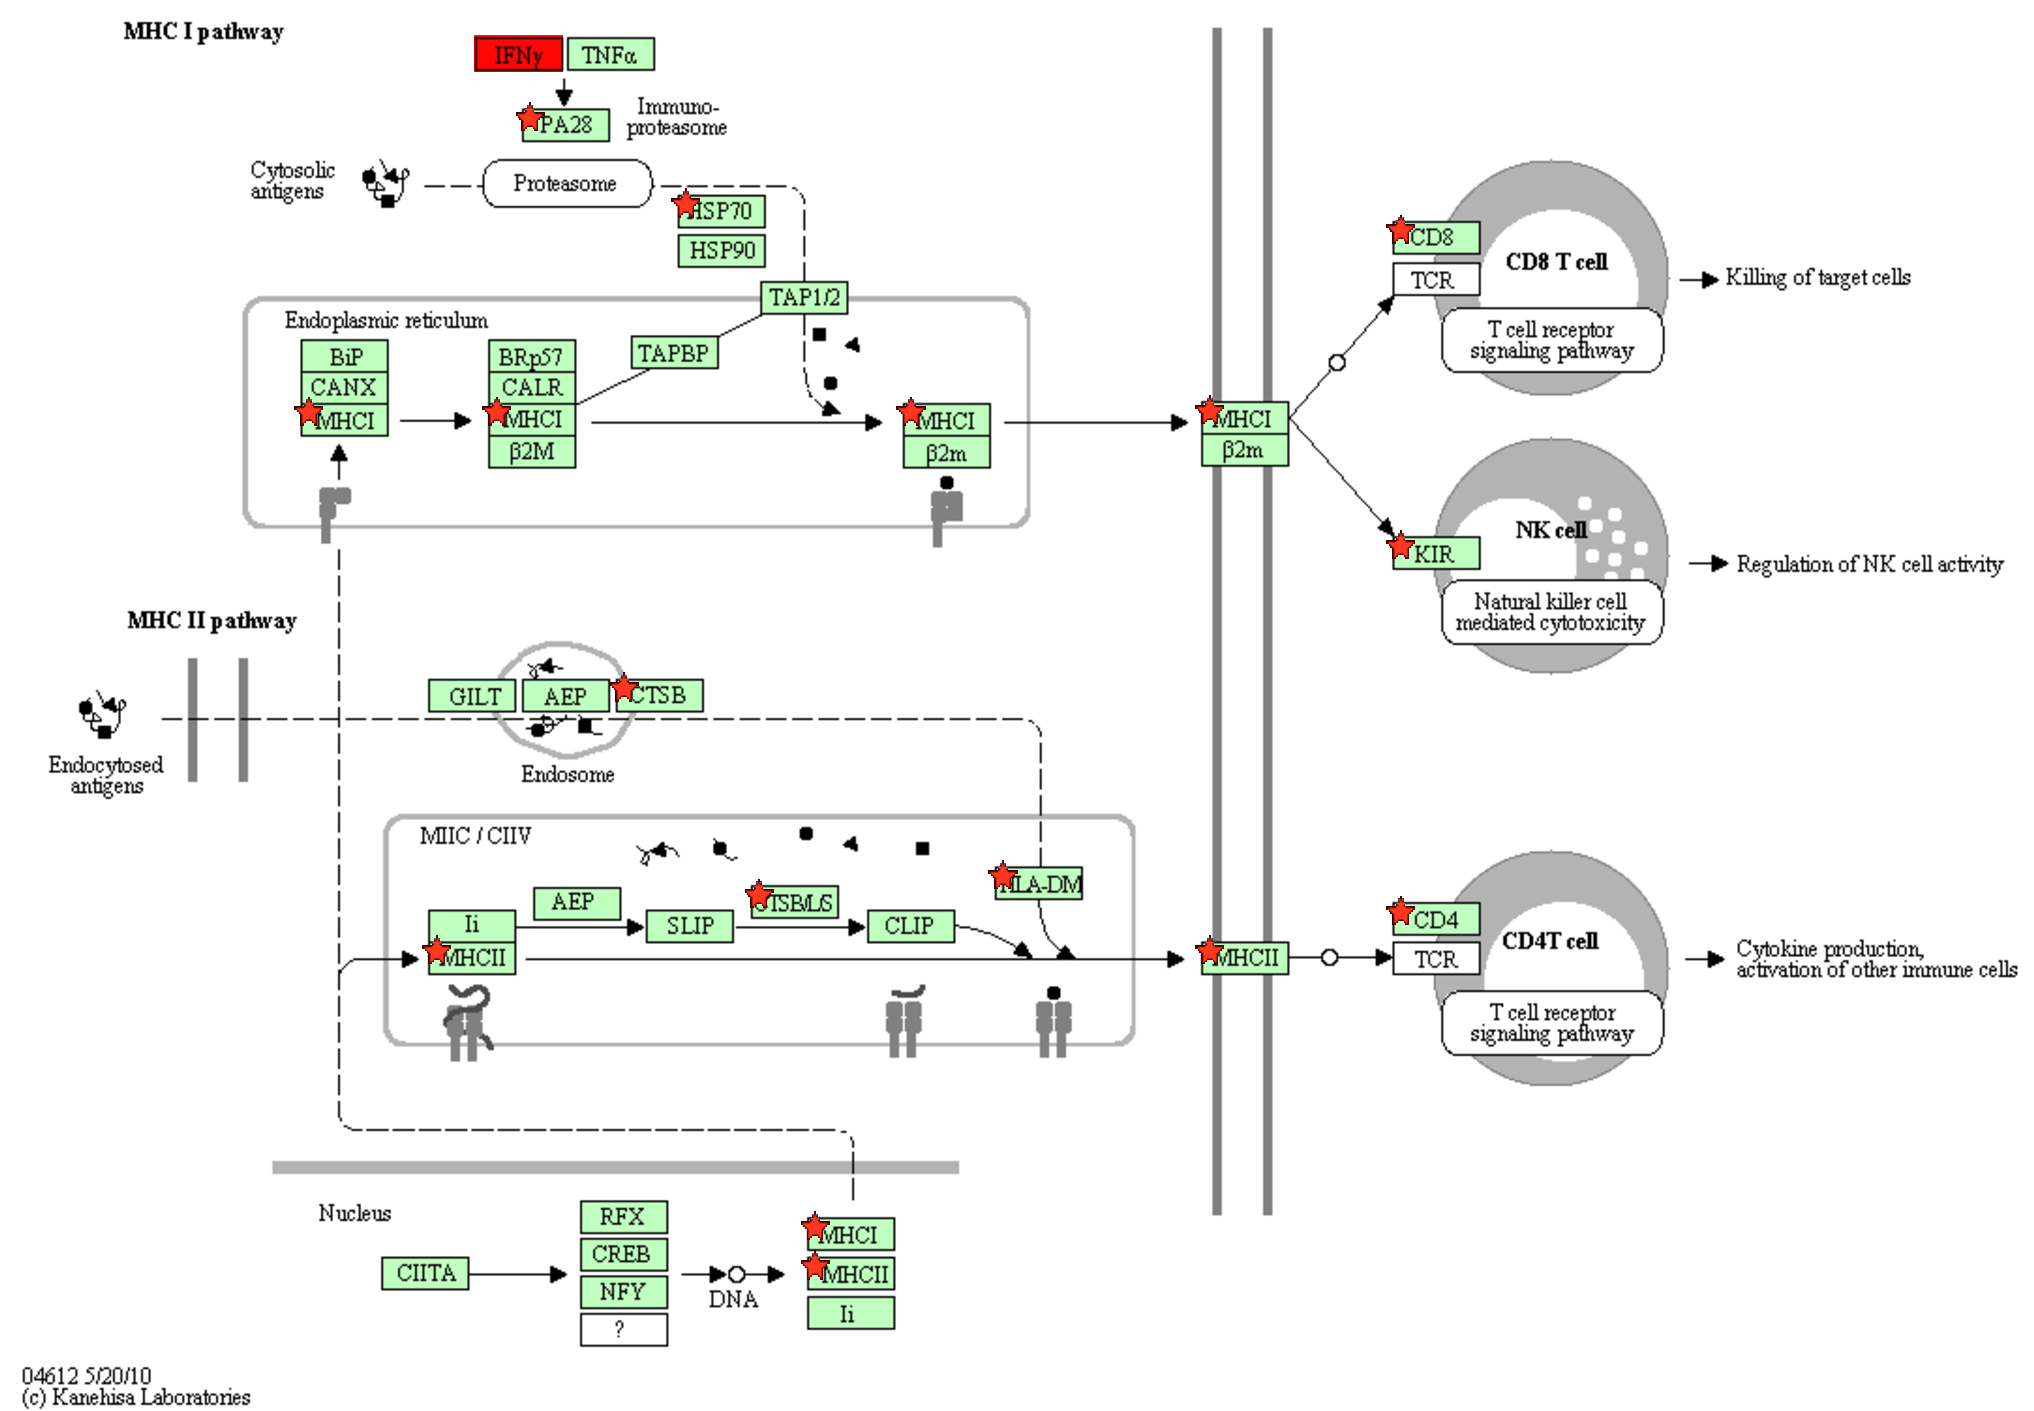 MHC I pathway
IFNγ
TNFα
PA28
Immuno-
proteasome
Cytosolic
antigens
Proteasome
HSP70
HSP90
TAP1/2
Endoplasmic reticulum
BiP
CANX
MHCI
BRp57
CALR
MHCI
β2M
TAPBP
MHCI
β2m
MHCI
β2m
CD8
TCR
CD8 T cell
T cell receptor
signaling pathway
Killing of target cells
KIR
NK cell
Natural killer cell
mediated cytotoxicity
Regulation of NK cell activity
MHC II pathway
Endocytosed
antigens
GILT
AEP
CTSB
Endosome
MIIC / CIIV
Ii
MHCII
AEP
SLIP
CTSB/L/S
CLIP
HLA-DM
MHCII
CD4
TCR
CD4T cell
T cell receptor
signaling pathway
Cytokine production,
activation of other immune cells
Nucleus
CIITA
RFX
CREB
NFY
?
DNA
MHCI
MHCII
Ii
04612 5/20/10
(c) Kanehisa Laboratories